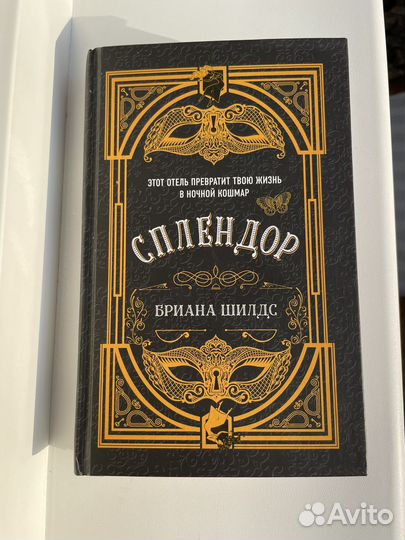 ЭТОТ ОТЕЛЬ ПРЕВРАТИТ ТВОЮ ЖИЗНЬ
В НОЧНОЙ КОШМАР
СПЛЕНДОР
БРИАНА ШИЛДС
Avito